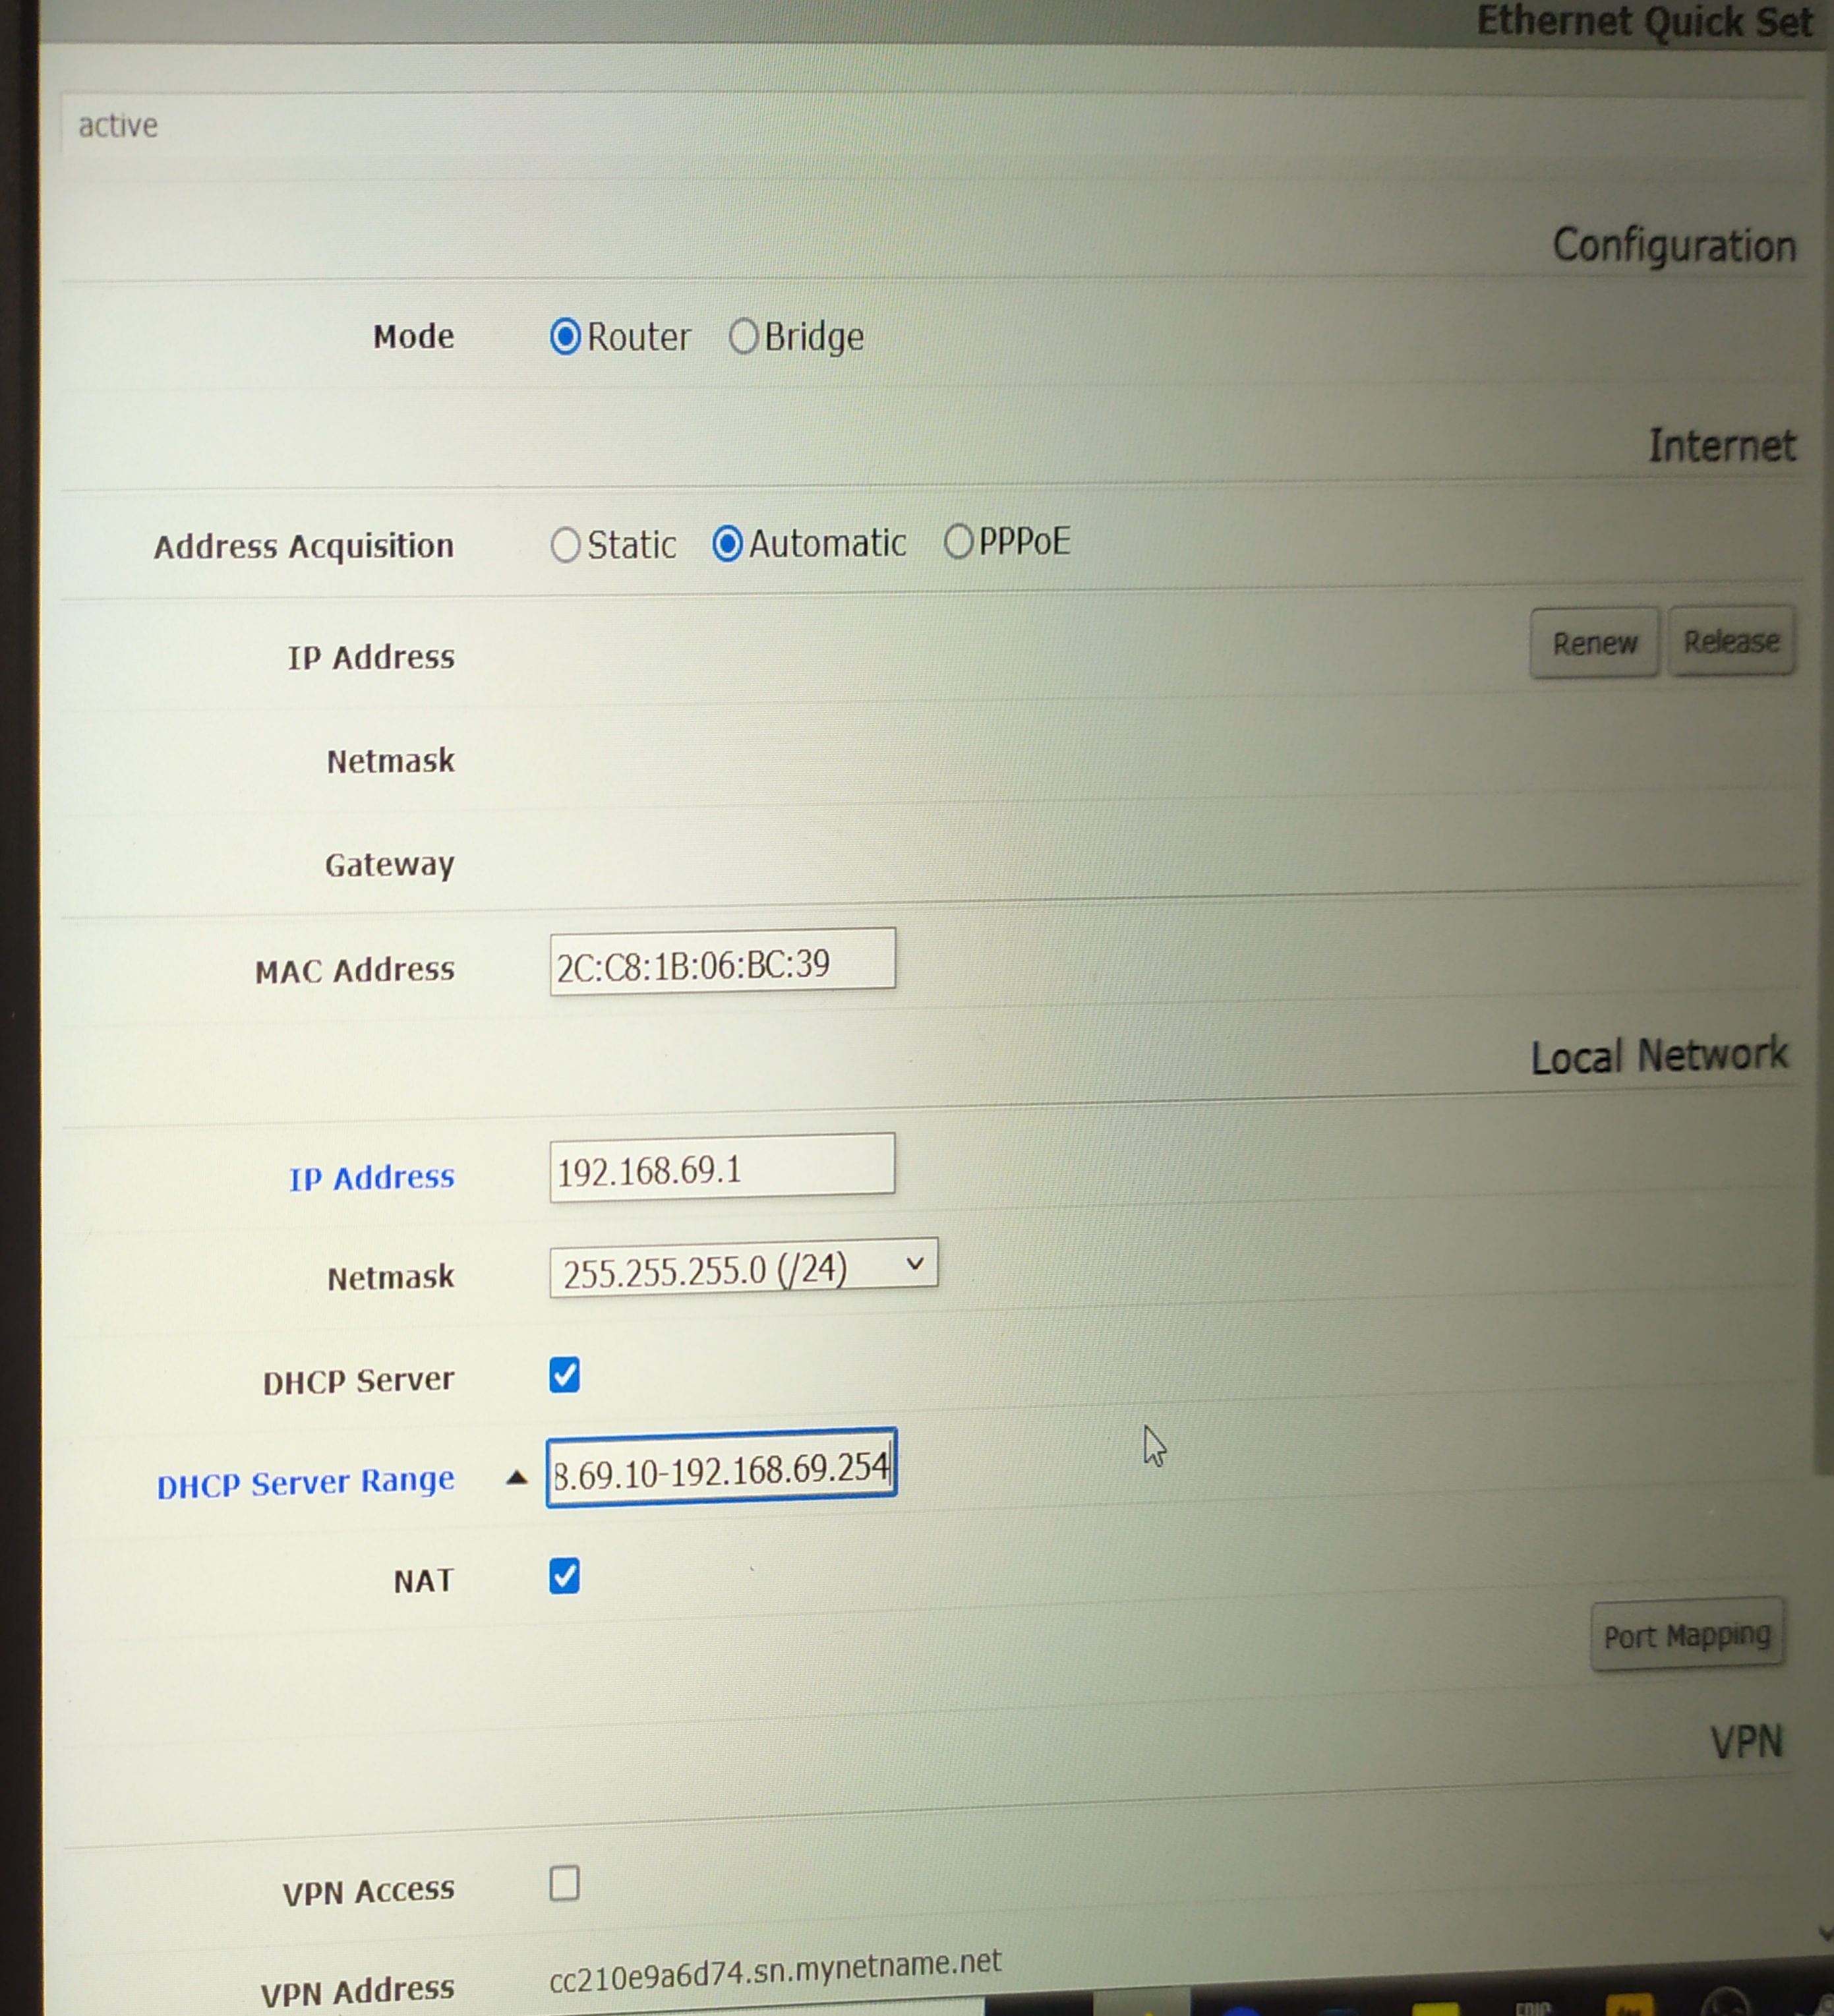 Ethernet Quick Set
active
Configuration
Mode Router Bridge
Internet
Address Acquisition Static Automatic PPPoE
IP Address Renew Release
Netmask
Gateway
MAC Address 2C:C8:1B:06:BC:39
Local Network
IP Address 192.168.69.1
Netmask 255.255.255.0 (/24)
DHCP Server
DHCP Server Range 8.69.10-192.168.69.254
NAT
Port Mapping
VPN
VPN Access
VPN Address cc210e9a6d74.sn.mynetname.net